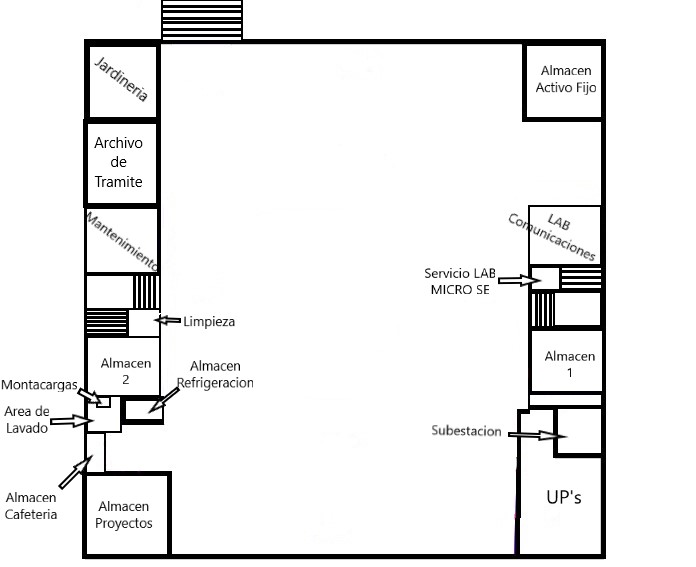 Jardineria
Almacen
Activo Fijo
Archivo
de
Tramite
Mantenimiento
LAB
Comunicaciones
Servicio LAB
MICRO SE
Limpieza
Almacen
2
Almacen
Refrigeracion
Almacen
1
Montacargas
Area de
Lavado
Subestacion
Almacen
Cafeteria
Almacen
Proyectos
UP's